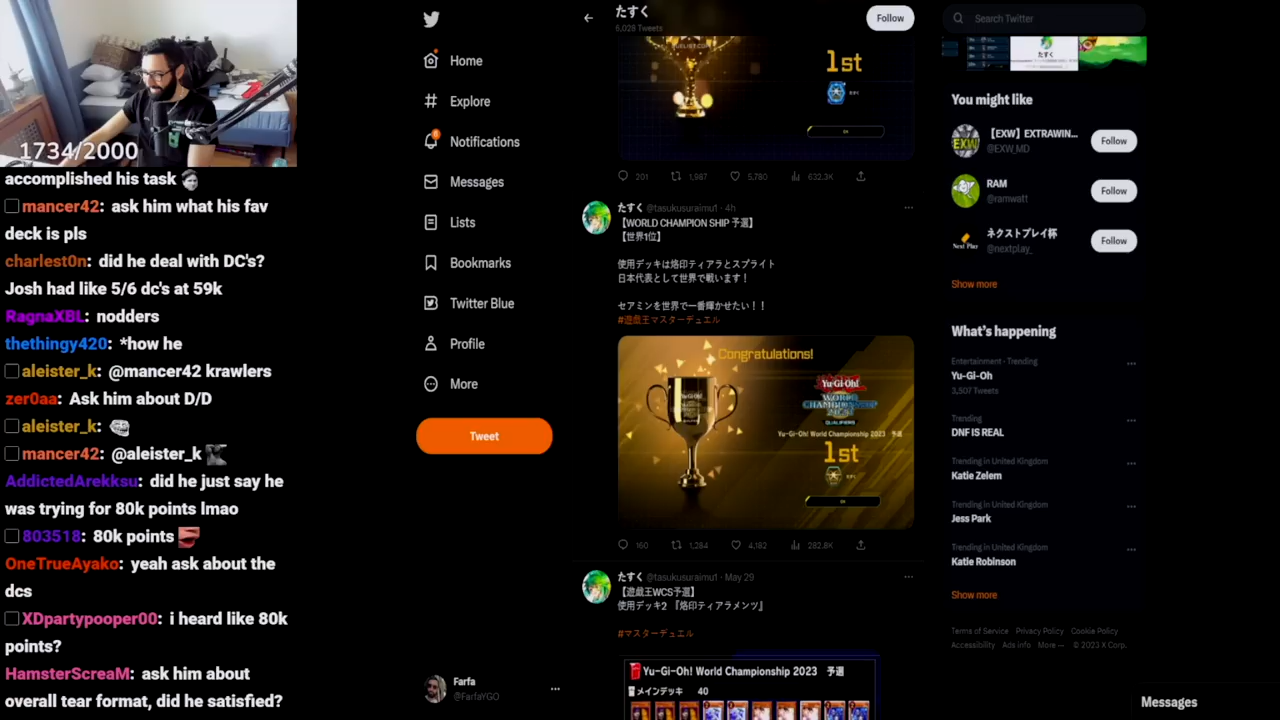 1734/2000
accomplished his task
mancer42: ask him what his fav
deck is pls
charlest0n: did he deal with DC's?
Josh had like 5/6 dc's at 59k
RagnaXBL: nodders
thethingy420: *how he
aleister_k: @mancer42 krawlers
zer0aa: Ask him about D/D
aleister_k:
mancer42: @aleister_k
AddictedArekksu: did he just say he
was trying for 80k points lmao
803518: 80k points
OneTrueAyako: yeah ask about the
dcs
XDpartypooper00: i heard like 80k
points?
HamsterScreaM: ask him about
overall tear format, did he satisfied?
Home
Explore
Notifications
Messages
Lists
Bookmarks
Twitter Blue
Profile
More
Tweet
Farfa
@FarfaYGO
たすく
6,028 Tweets
Follow
1st
201
1,967
5,780
632.3K
たすく @tasukusuraimu1 · 4h
【WORLD CHAMPION SHIP 予選】
【世界1位】
使用デッキは烙印ティアラとスプライト
日本代表として世界で戦います！
セアミンを世界で一番輝かせたい！！
#遊戯王マスターデュエル
Congratulations!
Yu-Gi-Oh!
WORLD
CHAMPIONSHIP
2023
QUALIFIERS
Yu-Gi-Oh! World Championship 2023 予選
1st
OK
160
1,284
4,182
282.8K
たすく @tasukusuraimu1 · May 29
【遊戯王WCS予選】
使用デッキ2 『烙印ティアラメンツ』
#マスターデュエル
Yu-Gi-Oh! World Championship 2023 予選
メインデッキ 40
Search Twitter
You might like
【EXW】EXTRAWIN...
@EXW_MD
Follow
RAM
@ramwatt
Follow
ネクストプレイ杯
@nextplay_
Follow
Show more
What's happening
Entertainment · Trending
Yu-Gi-Oh
3,507 Tweets
Trending
DNF IS REAL
Trending in United Kingdom
Katie Zelem
Trending in United Kingdom
Jess Park
Trending in United Kingdom
Katie Robinson
Show more
Terms of Service Privacy Policy Cookie Policy
Accessibility Ads info More ··· © 2023 X Corp.
Messages